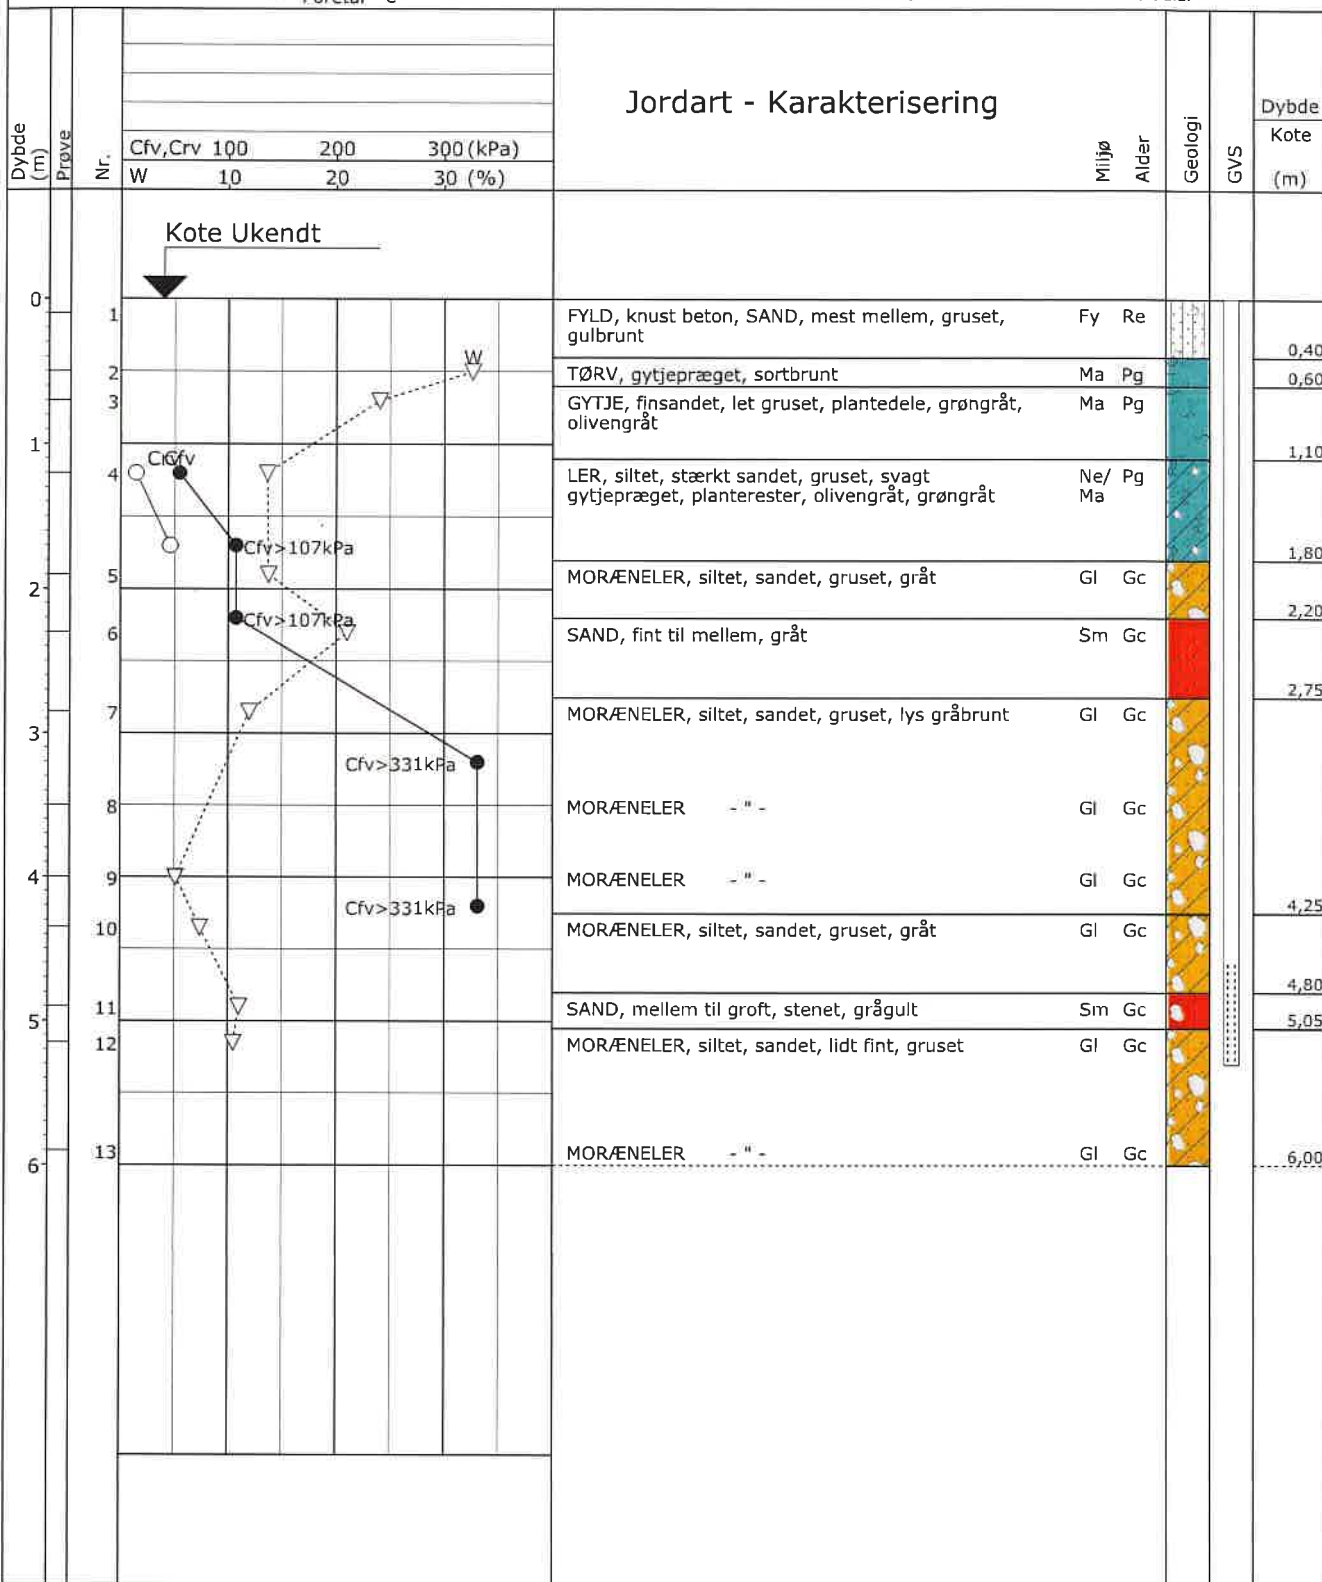 Jordart - Karakterisering
Dybde (m)
Prøve
Nr.
Cfv,Crv 100 200 300 (kPa)
W 10 20 30 (%)
Miljø
Alder
Geologi
GVS
Dybde
Kote
(m)
Kote Ukendt
0
1 FYLD, knust beton, SAND, mest mellem, gruset, Fy Re
gulbrunt
0,40
W
2 TØRV, gytjepræget, sortbrunt Ma Pg 0,60
3 GYTJE, finsandet, let gruset, plantedele, grøngråt, Ma Pg
olivengråt
1
1,10
Crv Cfv
4 LER, siltet, stærkt sandet, gruset, svagt Ne/ Pg
gytjepræget, planterester, olivengråt, grøngråt Ma
Cfv>107kPa
1,80
5 MORÆNELER, siltet, sandet, gruset, gråt Gl Gc
2
2,20
Cfv>107kPa
6 SAND, fint til mellem, gråt Sm Gc
2,75
7 MORÆNELER, siltet, sandet, gruset, lys gråbrunt Gl Gc
3
Cfv>331kPa
8 MORÆNELER - " - Gl Gc
4
9 MORÆNELER - " - Gl Gc
Cfv>331kPa
4,25
10 MORÆNELER, siltet, sandet, gruset, gråt Gl Gc
4,80
11 SAND, mellem til groft, stenet, grågult Sm Gc
5
5,05
12 MORÆNELER, siltet, sandet, lidt fint, gruset Gl Gc
13 MORÆNELER - " - Gl Gc
6
6,00